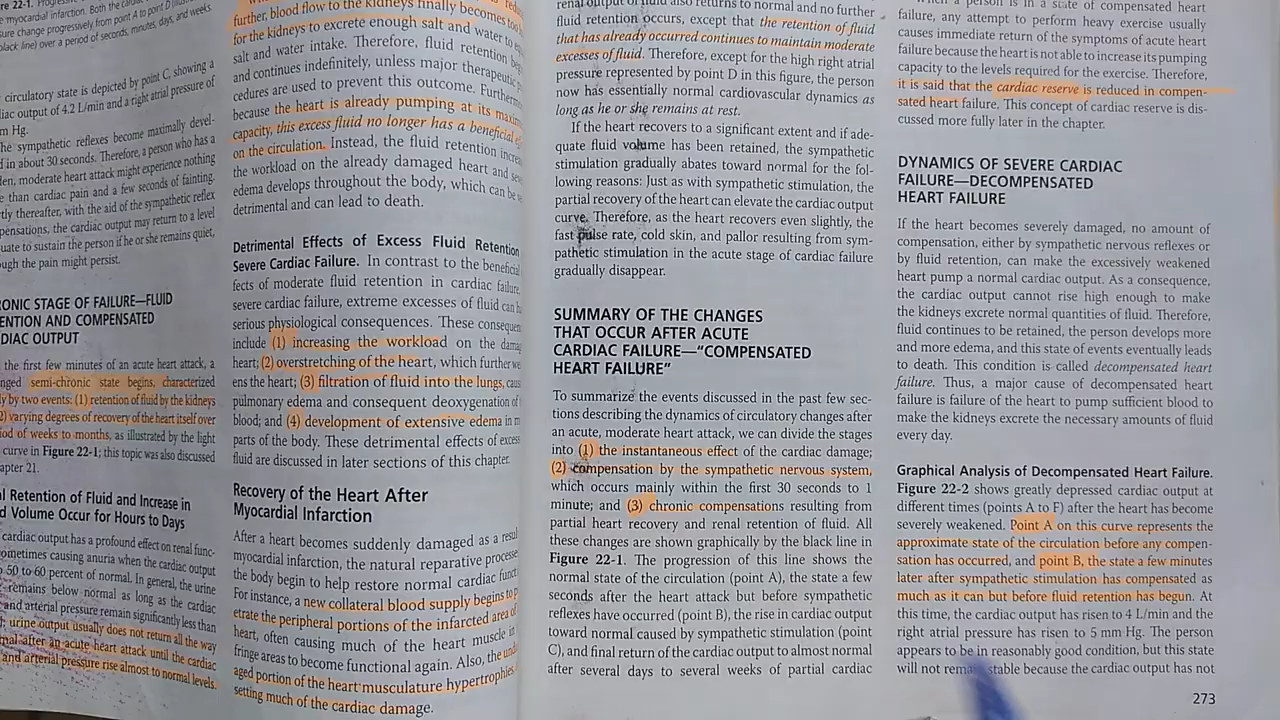 re 22-1. Progressive
sure change progressively from point A to point D
black line) over a period of seconds, minutes, days, and weeks
circulatory state is depicted by point C, showing a
iac output of 4.2 L/min and a right atrial pressure of
m Hg.
he sympathetic reflexes become maximally devel-
d in about 30 seconds. Therefore, a person who has a
den, moderate heart attack might experience nothing
e than cardiac pain and a few seconds of fainting.
tly thereafter, with the aid of the sympathetic reflex
pensations, the cardiac output may return to a level
uate to sustain the person if he or she remains quiet,
ough the pain might persist.
RONIC STAGE OF FAILURE—FLUID
ENTION AND COMPENSATED
DIAC OUTPUT
the first few minutes of an acute heart attack, a
nged semi-chronic state begins, characterized
ly by two events: (1) retention of fluid by the kidneys
2) varying degrees of recovery of the heart itself over
iod of weeks to months, as illustrated by the light
curve in Figure 22-1; this topic was also discussed
apter 21.
l Retention of Fluid and Increase in
d Volume Occur for Hours to Days
cardiac output has a profound effect on renal func-
ometimes causing anuria when the cardiac output
50 to 60 percent of normal. In general, the urine
remains below normal as long as the cardiac
and arterial pressure remain significantly less than
urine output usually does not return all the way
mal after an acute heart attack until the cardiac
and arterial pressure rise almost to normal levels.
further, blood flow to the kidneys finally becomes too
for the kidneys to excrete enough salt and water to
salt and water intake. Therefore, fluid retention
and continues indefinitely, unless major therapeutic
cedures are used to prevent this outcome. Furthermo
because the heart is already pumping at its maxim
capacity, this excess fluid no longer has a beneficial e
on the circulation. Instead, the fluid retention increa
the workload on the already damaged heart and se
edema develops throughout the body, which can be
detrimental and can lead to death.
Detrimental Effects of Excess Fluid Retention
Severe Cardiac Failure. In contrast to the beneficial
fects of moderate fluid retention in cardiac failure,
severe cardiac failure, extreme excesses of fluid can h
serious physiological consequences. These consequen
include (1) increasing the workload on the damag
heart; (2) overstretching of the heart, which further we
ens the heart; (3) filtration of fluid into the lungs, caus
pulmonary edema and consequent deoxygenation of
blood; and (4) development of extensive edema in m
parts of the body. These detrimental effects of excess
fluid are discussed in later sections of this chapter.
Recovery of the Heart After
Myocardial Infarction
After a heart becomes suddenly damaged as a resul
myocardial infarction, the natural reparative processe
the body begin to help restore normal cardiac funct
For instance, a new collateral blood supply begins to p
etrate the peripheral portions of the infarcted area of
heart, often causing much of the heart muscle in
fringe areas to become functional again. Also, the und
aged portion of the heart musculature hypertrophies,
setting much of the cardiac damage.
renal output of fluid also returns to normal and no further
fluid retention occurs, except that the retention of fluid
that has already occurred continues to maintain moderate
excesses of fluid. Therefore, except for the high right atrial
pressure represented by point D in this figure, the person
now has essentially normal cardiovascular dynamics as
long as he or she remains at rest.
If the heart recovers to a significant extent and if ade-
quate fluid volume has been retained, the sympathetic
stimulation gradually abates toward normal for the fol-
lowing reasons: Just as with sympathetic stimulation, the
partial recovery of the heart can elevate the cardiac output
curve. Therefore, as the heart recovers even slightly, the
fast pulse rate, cold skin, and pallor resulting from sym-
pathetic stimulation in the acute stage of cardiac failure
gradually disappear.
SUMMARY OF THE CHANGES
THAT OCCUR AFTER ACUTE
CARDIAC FAILURE—“COMPENSATED
HEART FAILURE”
To summarize the events discussed in the past few sec-
tions describing the dynamics of circulatory changes after
an acute, moderate heart attack, we can divide the stages
into (1) the instantaneous effect of the cardiac damage;
(2) compensation by the sympathetic nervous system,
which occurs mainly within the first 30 seconds to 1
minute; and (3) chronic compensations resulting from
partial heart recovery and renal retention of fluid. All
these changes are shown graphically by the black line in
Figure 22-1. The progression of this line shows the
normal state of the circulation (point A), the state a few
seconds after the heart attack but before sympathetic
reflexes have occurred (point B), the rise in cardiac output
toward normal caused by sympathetic stimulation (point
C), and final return of the cardiac output to almost normal
after several days to several weeks of partial cardiac
When a person is in a state of compensated heart
failure, any attempt to perform heavy exercise usually
causes immediate return of the symptoms of acute heart
failure because the heart is not able to increase its pumping
capacity to the levels required for the exercise. Therefore,
it is said that the cardiac reserve is reduced in compen-
sated heart failure. This concept of cardiac reserve is dis-
cussed more fully later in the chapter.
DYNAMICS OF SEVERE CARDIAC
FAILURE—DECOMPENSATED
HEART FAILURE
If the heart becomes severely damaged, no amount of
compensation, either by sympathetic nervous reflexes or
by fluid retention, can make the excessively weakened
heart pump a normal cardiac output. As a consequence,
the cardiac output cannot rise high enough to make
the kidneys excrete normal quantities of fluid. Therefore,
fluid continues to be retained, the person develops more
and more edema, and this state of events eventually leads
to death. This condition is called decompensated heart
failure. Thus, a major cause of decompensated heart
failure is failure of the heart to pump sufficient blood to
make the kidneys excrete the necessary amounts of fluid
every day.
Graphical Analysis of Decompensated Heart Failure.
Figure 22-2 shows greatly depressed cardiac output at
different times (points A to F) after the heart has become
severely weakened. Point A on this curve represents the
approximate state of the circulation before any compen-
sation has occurred, and point B, the state a few minutes
later after sympathetic stimulation has compensated as
much as it can but before fluid retention has begun. At
this time, the cardiac output has risen to 4 L/min and the
right atrial pressure has risen to 5 mm Hg. The person
appears to be in reasonably good condition, but this state
will not remain stable because the cardiac output has not
273